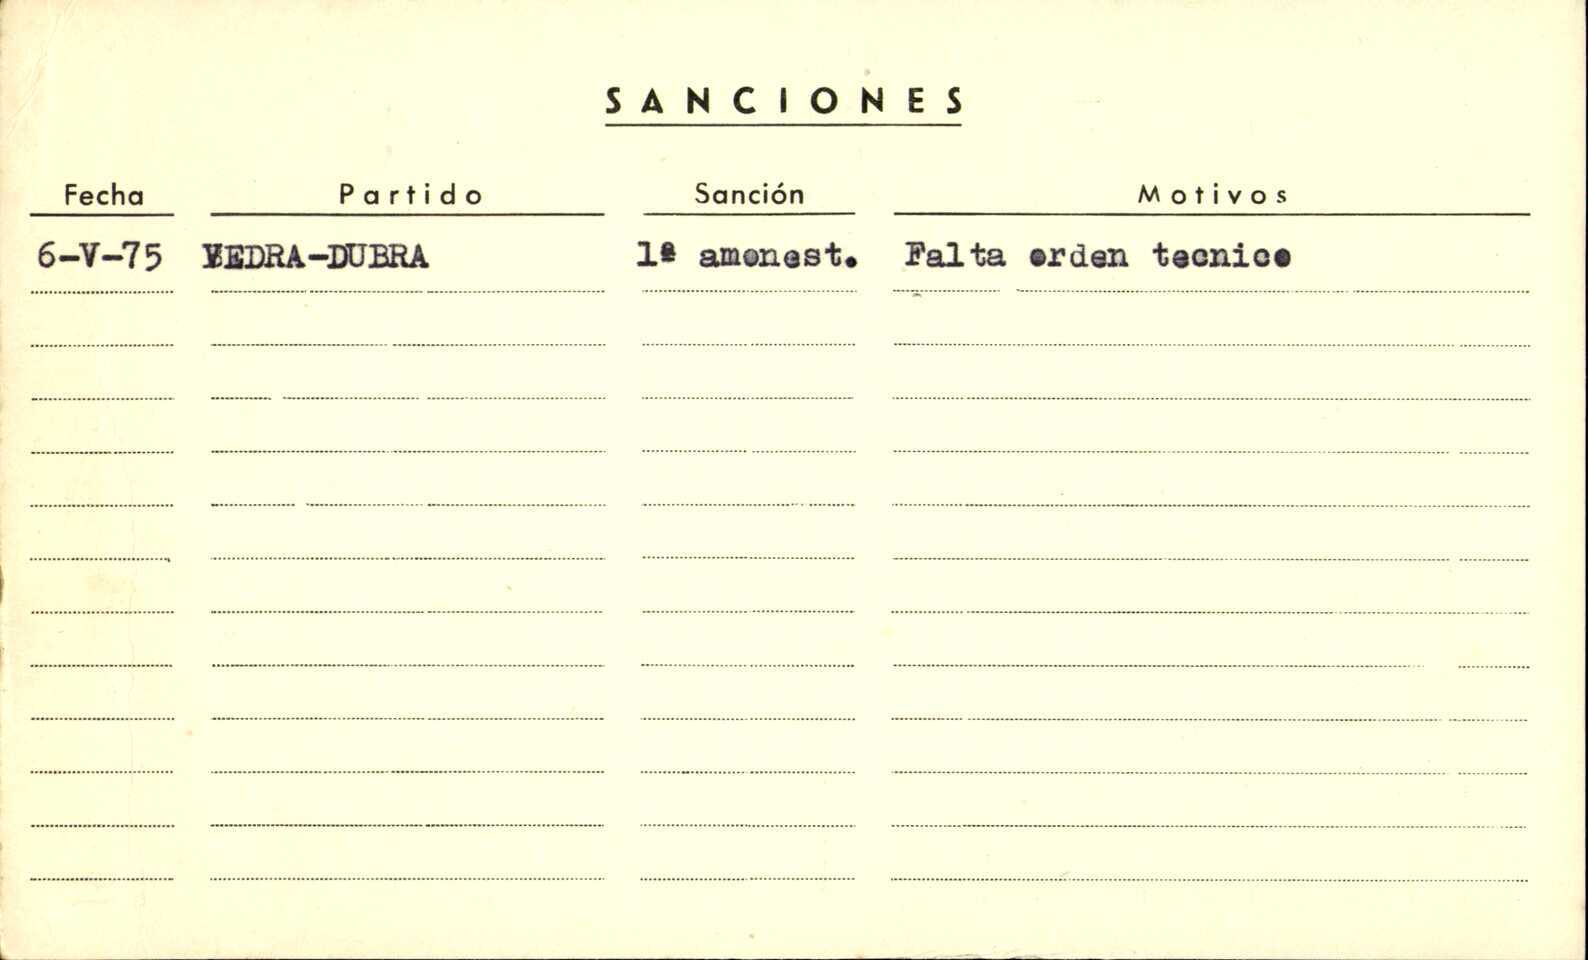 SANCIONES
Fecha Partido Sanción Motivos
6-V-75 VEDRA-DUBRA 1ª amonest. Falta orden tecnico